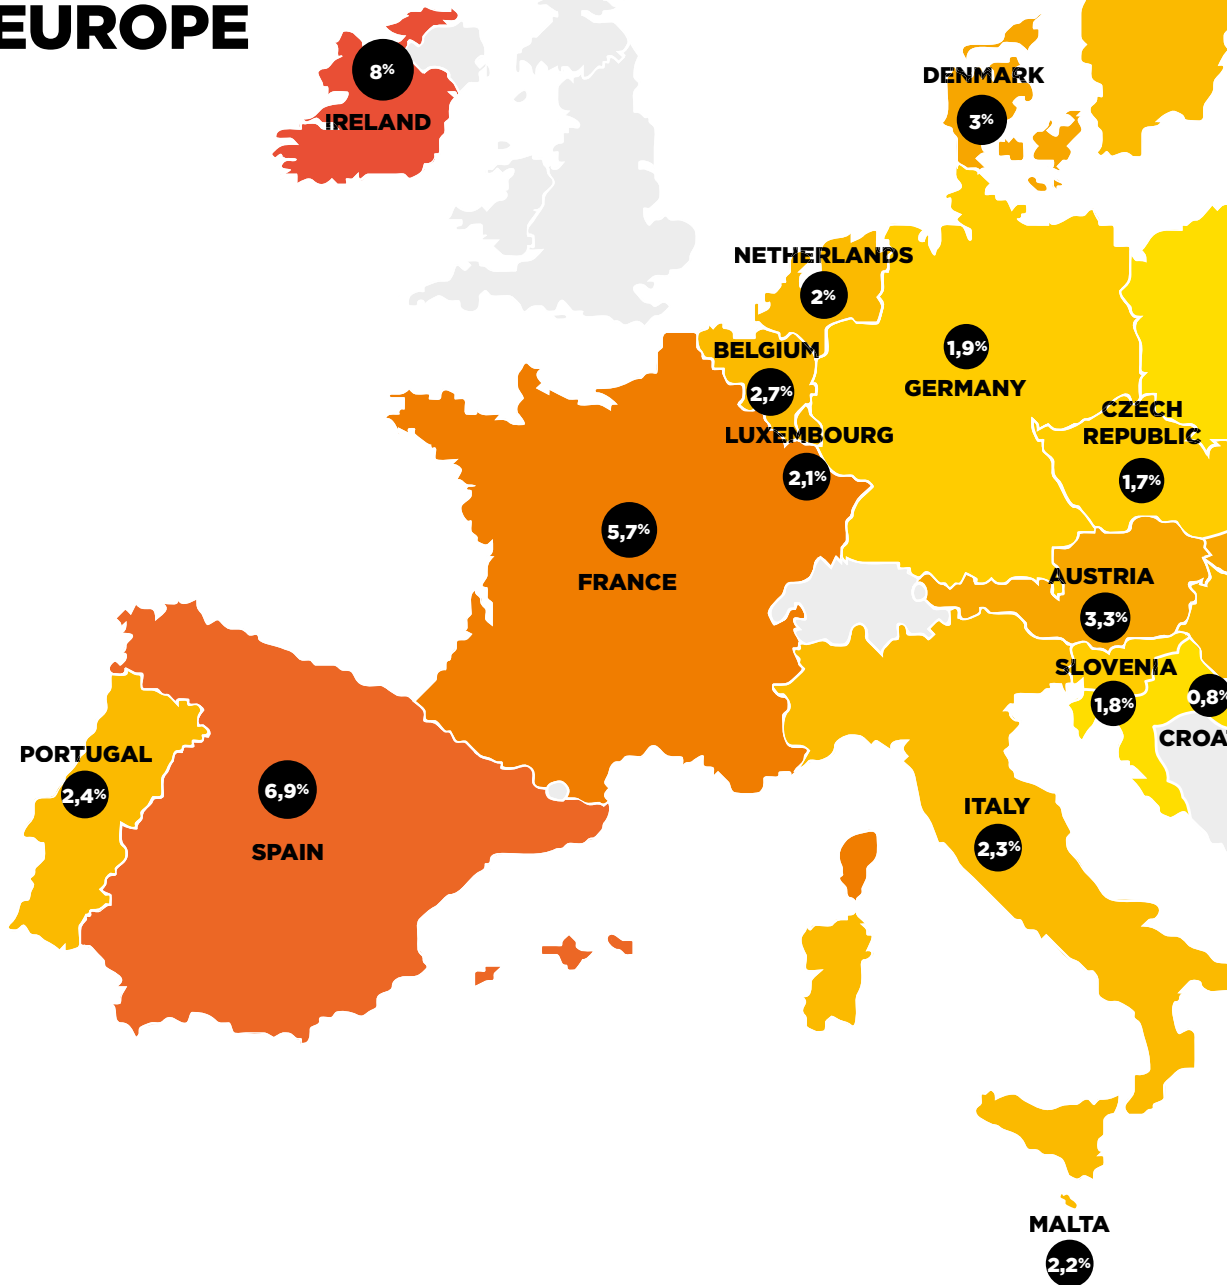 EUROPE
8%
IRELAND
DENMARK
3%
NETHERLANDS
2%
BELGIUM
2,7%
1,9%
GERMANY
CZECH
REPUBLIC
1,7%
LUXEMBOURG
2,1%
5,7%
FRANCE
AUSTRIA
3,3%
SLOVENIA
1,8%
0,8%
CROA
PORTUGAL
2,4%
6,9%
SPAIN
ITALY
2,3%
MALTA
2,2%